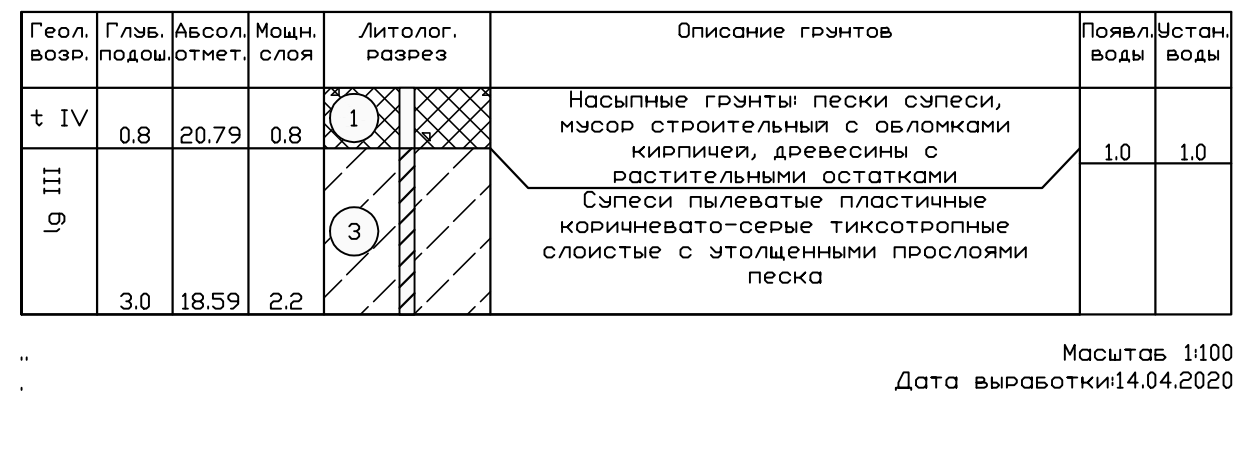 Геол. Глуб. Абсол. Мощн. Литолог. Описание грунтов Появл. Устан.
возр. подош. отмет. слоя разрез воды воды
t IV 0.8 20.79 0.8 1 Насыпные грунты: пески супеси,
мусор строительный с обломками
кирпичей, древесины с
растительными остатками
1.0 1.0
lg III 3.0 18.59 2.2 3 Супеси пылеватые пластичные
коричневато-серые тиксотропные
слоистые с утолщенными прослоями
песка
Масштаб 1:100
Дата выработки:14.04.2020